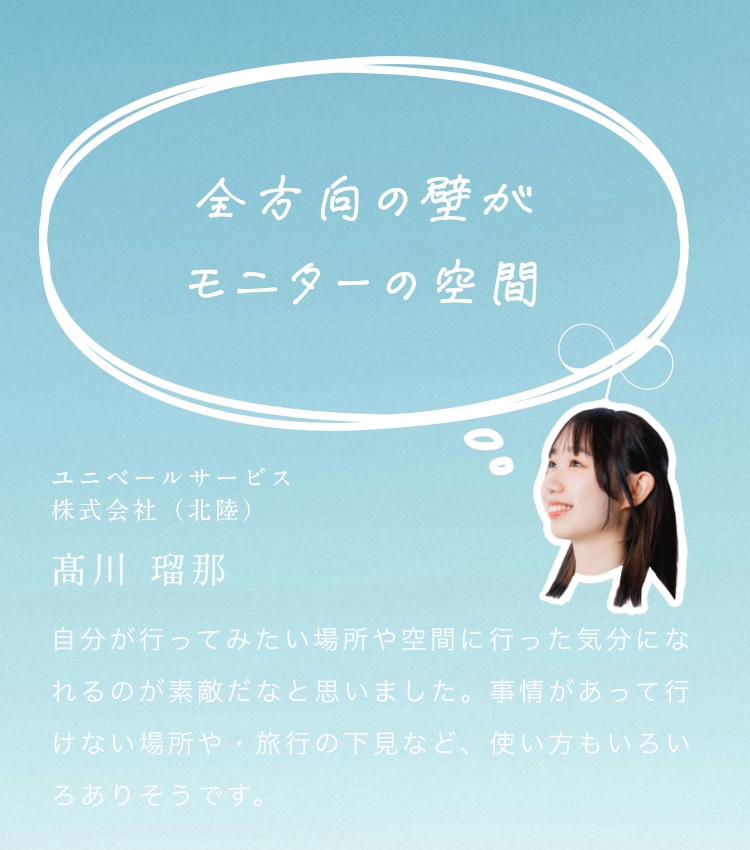 全方向の壁が
モニターの空間
ユニベールサービス
株式会社（北陸）
髙川 瑠那
自分が行ってみたい場所や空間に行った気分にな
れるのが素敵だなと思いました。事情があって行
けない場所や・旅行の下見など、使い方もいろい
ろありそうです。